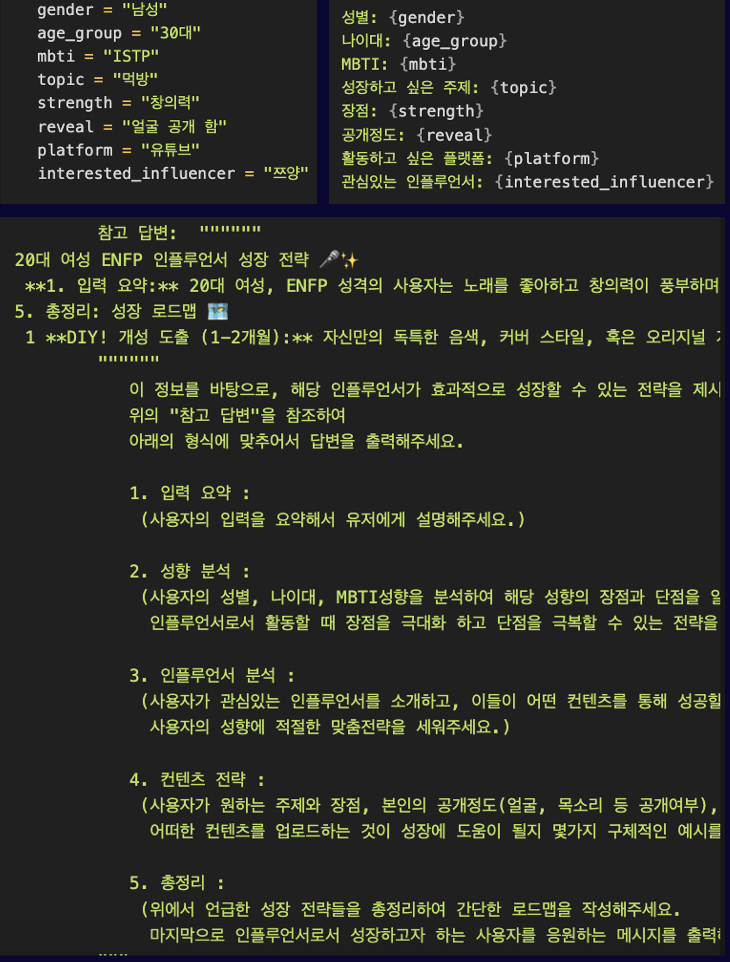 gender = "남성"
age_group = "30대"
mbti = "ISTP"
topic = "먹방"
strength = "창의력"
reveal = "얼굴 공개 함"
platform = "유튜브"
interested_influencer = "쯔양"
성별: {gender}
나이대: {age_group}
MBTI: {mbti}
성장하고 싶은 주제: {topic}
장점: {strength}
공개정도: {reveal}
활동하고 싶은 플랫폼: {platform}
관심있는 인플루언서: {interested_influencer}
참고 답변: """"""
20대 여성 ENFP 인플루언서 성장 전략 🎤✨
**1. 입력 요약:** 20대 여성, ENFP 성격의 사용자는 노래를 좋아하고 창의력이 풍부하며
5. 총정리: 성장 로드맵 🗺️
1 **DIY! 개성 도출 (1-2개월):** 자신만의 독특한 음색, 커버 스타일, 혹은 오리지널
""""""
이 정보를 바탕으로, 해당 인플루언서가 효과적으로 성장할 수 있는 전략을 제시
위의 "참고 답변"을 참조하여
아래의 형식에 맞추어서 답변을 출력해주세요.
1. 입력 요약 :
(사용자의 입력을 요약해서 유저에게 설명해주세요.)
2. 성향 분석 :
(사용자의 성별, 나이대, MBTI성향을 분석하여 해당 성향의 장점과 단점을
인플루언서로서 활동할 때 장점을 극대화 하고 단점을 극복할 수 있는 전략을
3. 인플루언서 분석 :
(사용자가 관심있는 인플루언서를 소개하고, 이들이 어떤 컨텐츠를 통해 성공할
사용자의 성향에 적절한 맞춤전략을 세워주세요.)
4. 컨텐츠 전략 :
(사용자가 원하는 주제와 장점, 본인의 공개정도(얼굴, 목소리 등 공개여부),
어떠한 컨텐츠를 업로드하는 것이 성장에 도움이 될지 몇가지 구체적인 예시를
5. 총정리 :
(위에서 언급한 성장 전략들을 총정리하여 간단한 로드맵을 작성해주세요.
마지막으로 인플루언서로서 성장하고자 하는 사용자를 응원하는 메시지를
"""